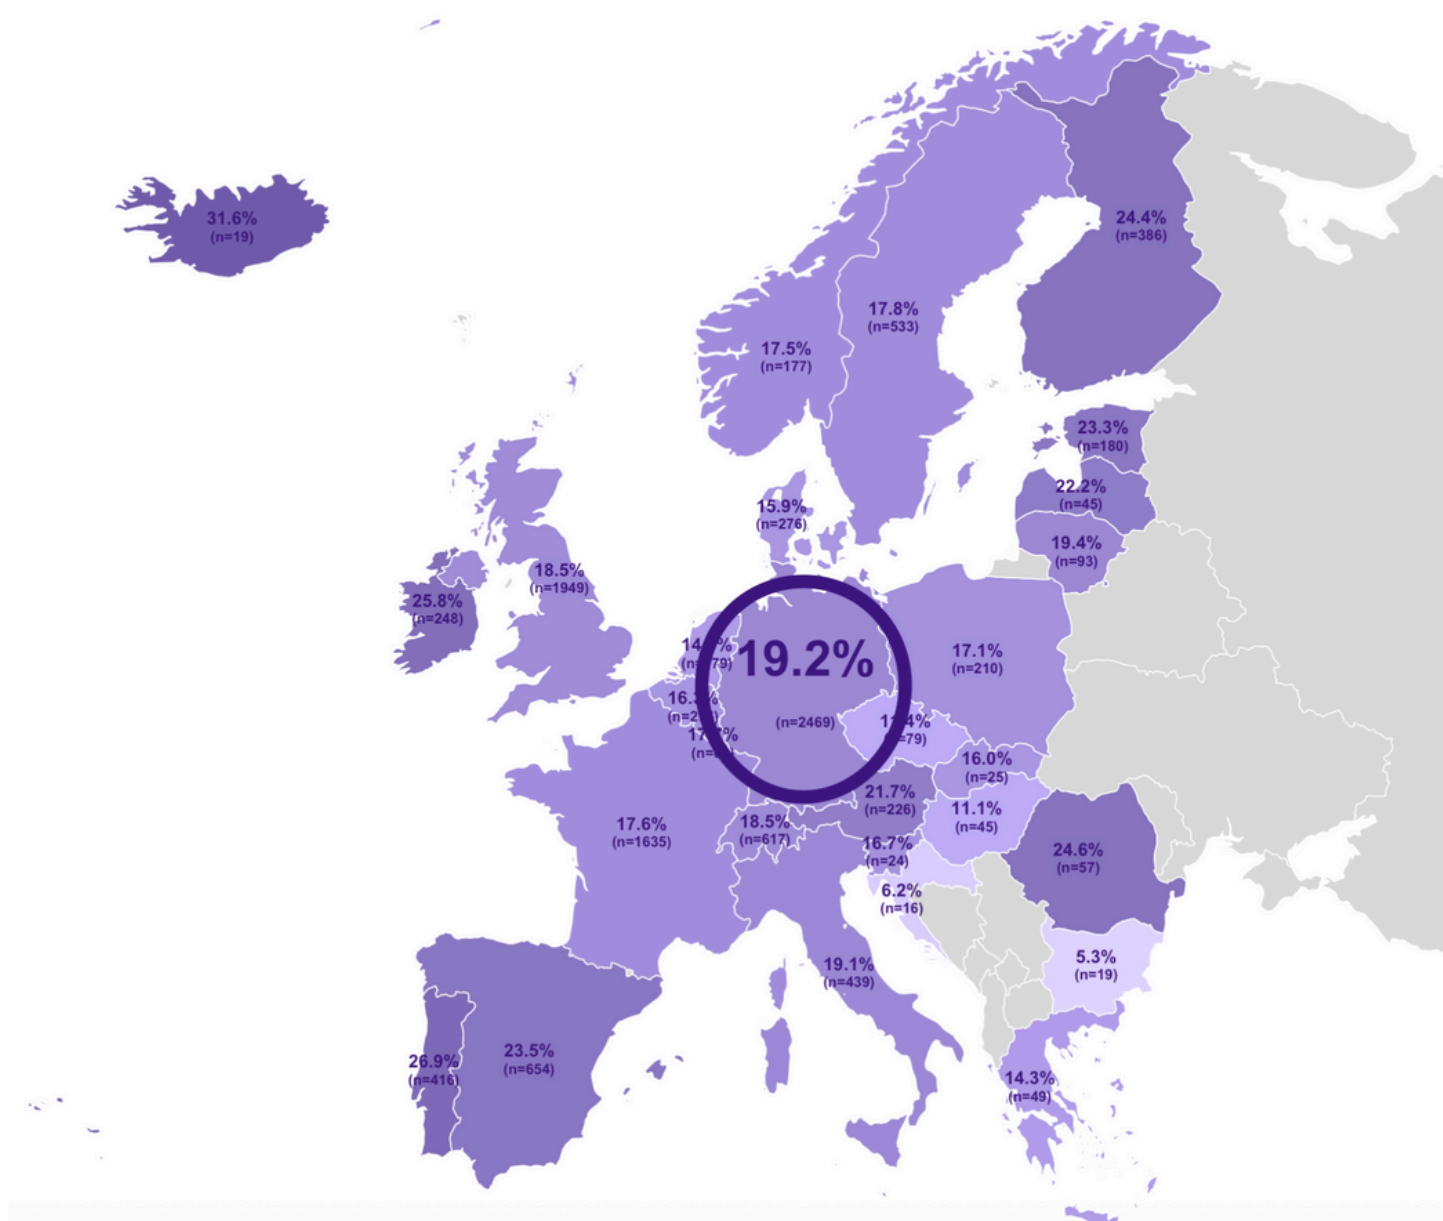 31.6%
(n=19)
24.4%
(n=386)
17.8%
(n=533)
17.5%
(n=177)
23.3%
(n=180)
22.2%
(n=45)
15.9%
(n=276)
19.4%
(n=93)
18.5%
(n=1949)
25.8%
(n=248)
19.2%
(n=2469)
17.1%
(n=210)
16.0%
(n=25)
21.7%
(n=226)
11.1%
(n=45)
18.5%
(n=617)
17.6%
(n=1635)
16.7%
(n=24)
24.6%
(n=57)
6.2%
(n=16)
19.1%
(n=439)
5.3%
(n=19)
26.9%
(n=416)
23.5%
(n=654)
14.3%
(n=49)